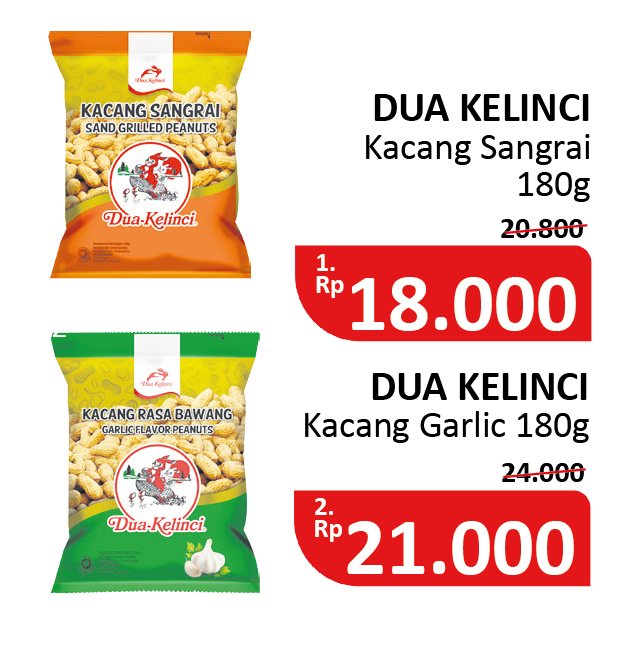 Dua Kelinci
KACANG SANGRAI
SAND GRILLED PEANUTS
Dua-Kelinci
DUA KELINCI
Kacang Sangrai
180g
20.800
1.
Rp 18.000
Dua Kelinci
KACANG RASA BAWANG
GARLIC FLAVOR PEANUTS
Dua-Kelinci
DUA KELINCI
Kacang Garlic 180g
24.000
2.
Rp 21.000